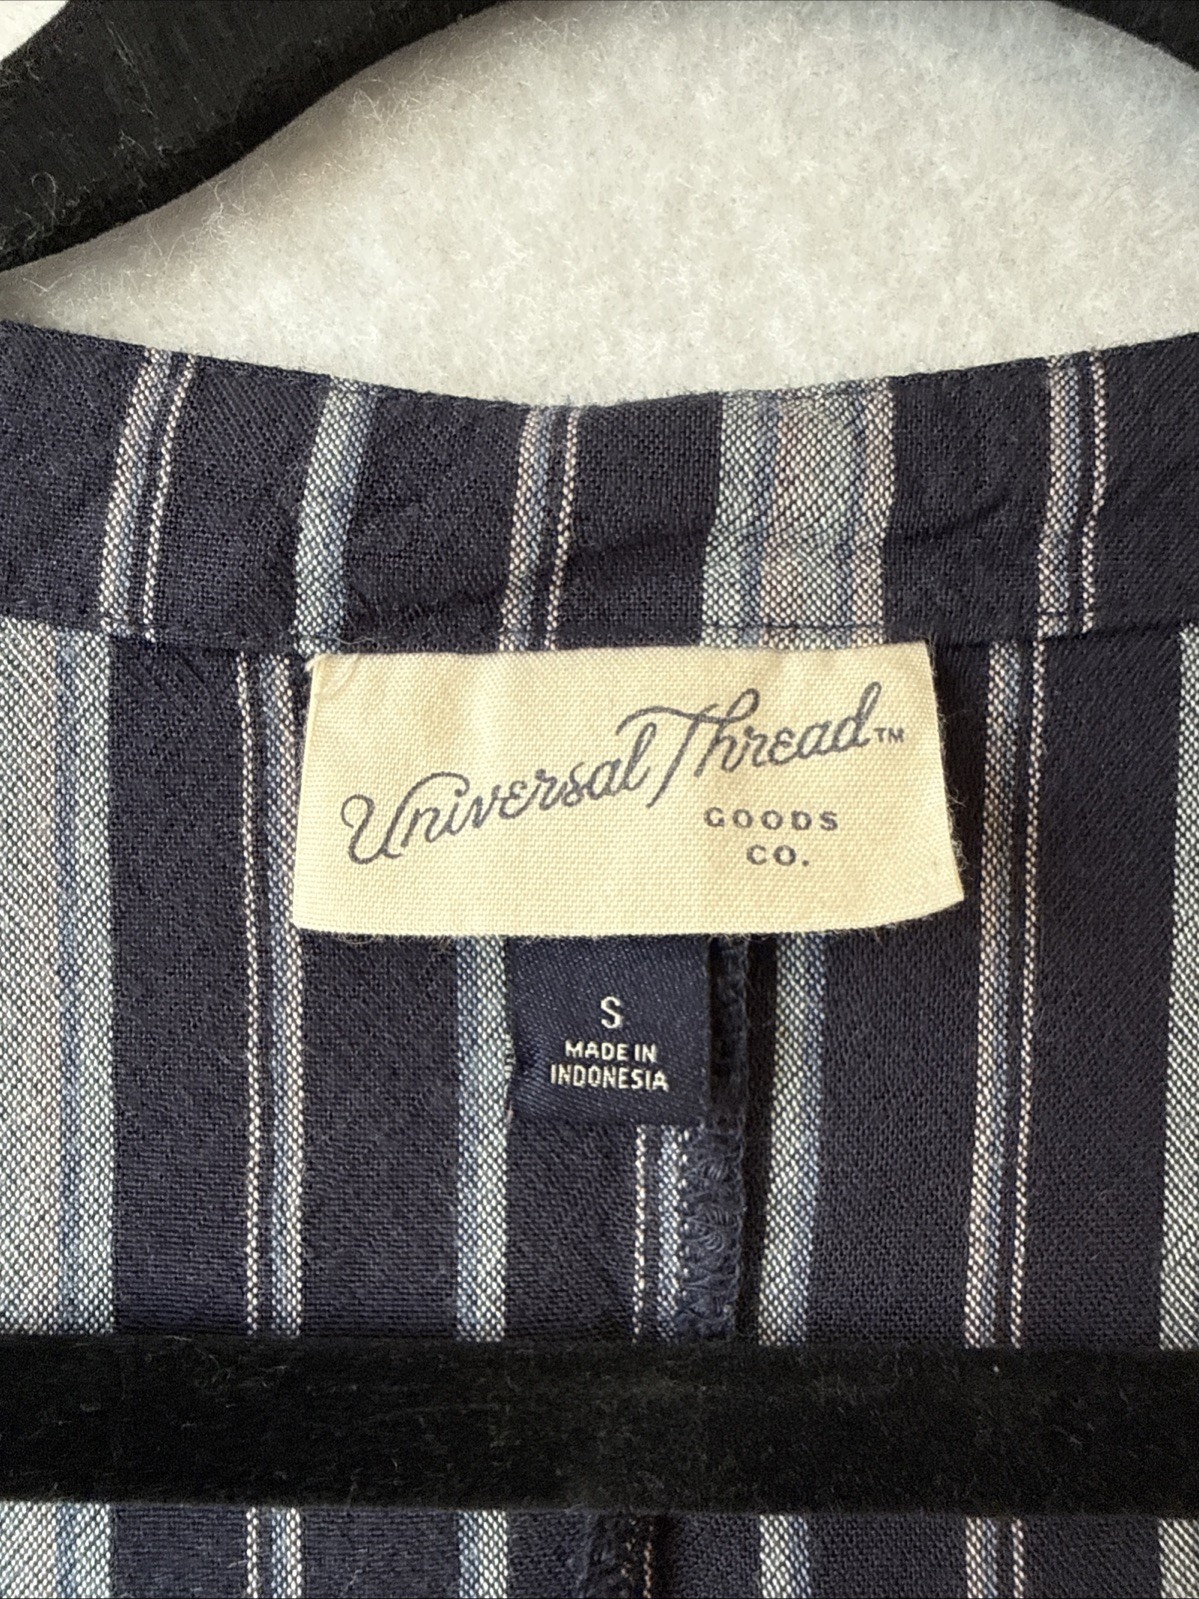 Universal Thread™
GOODS
CO.
S
MADE IN
INDONESIA